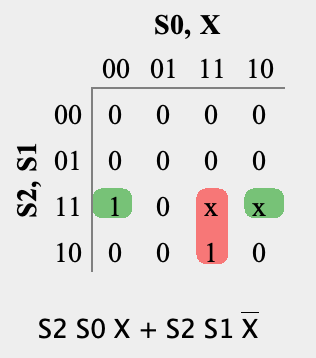 S0, X
00 01 11 10
S2, S1
00 0 0 0 0
01 0 0 0 0
11 1 0 x x
10 0 0 1 0
S2 S0 X + S2 S1 X̅